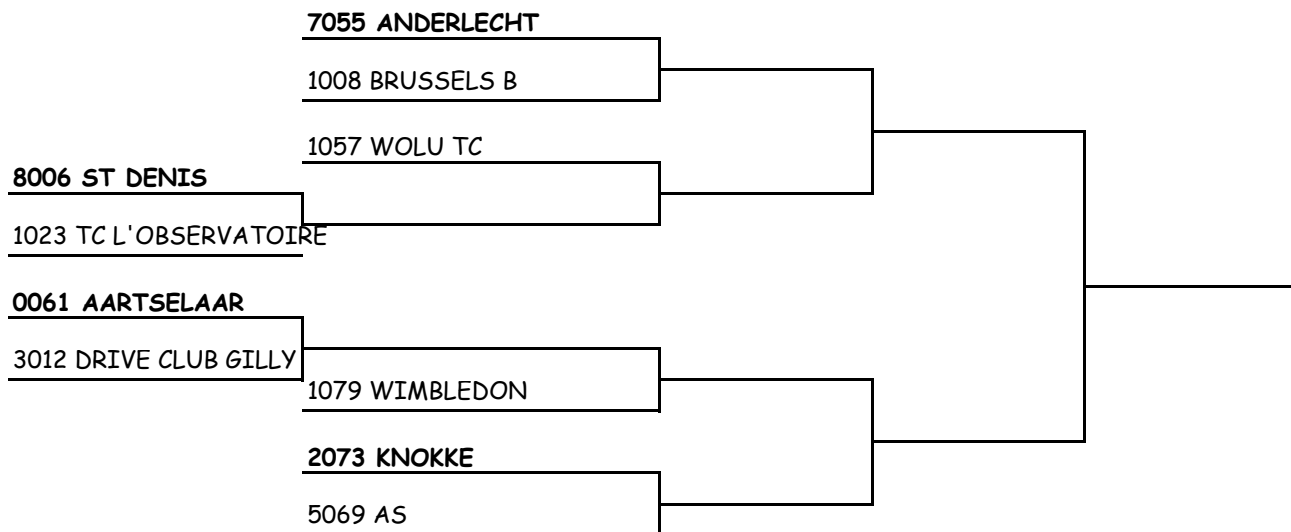 7055 ANDERLECHT
1008 BRUSSELS B
1057 WOLU TC
8006 ST DENIS
1023 TC L'OBSERVATOIRE
0061 AARTSELAAR
3012 DRIVE CLUB GILLY
1079 WIMBLEDON
2073 KNOKKE
5069 AS